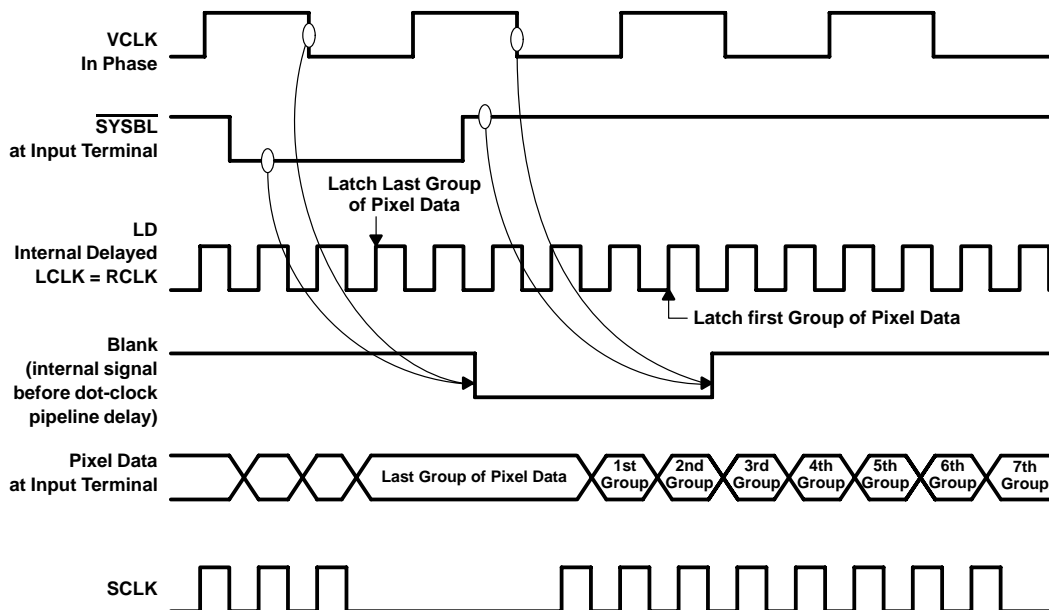 VCLK
In Phase
SYSBL
at Input Terminal
Latch Last Group
of Pixel Data
LD
Internal Delayed
LCLK = RCLK
Latch first Group of Pixel Data
Blank
(internal signal
before dot-clock
pipeline delay)
Pixel Data
at Input Terminal
Last Group of Pixel Data
1st
Group
2nd
Group
3rd
Group
4th
Group
5th
Group
6th
Group
7th
Group
SCLK